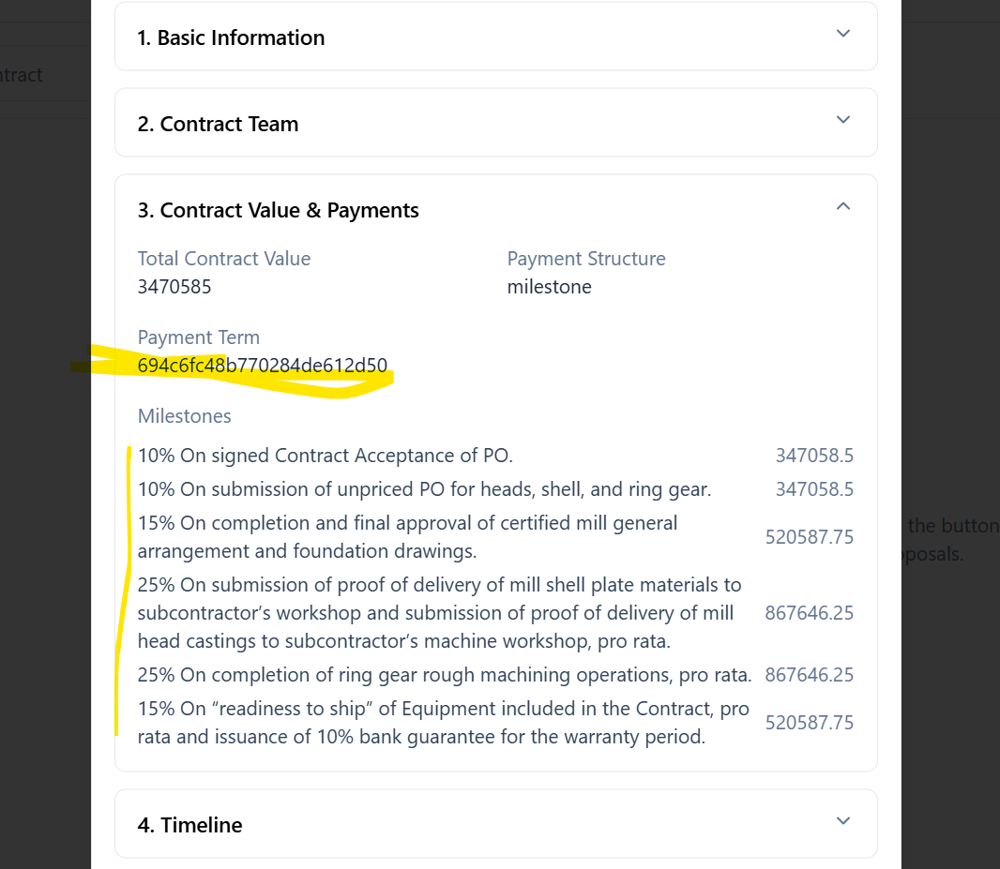 1. Basic Information
ntract
2. Contract Team
3. Contract Value & Payments
Total Contract Value
Payment Structure
3470585
milestone
Payment Term
694c6fc48b770284de612d50
Milestones
10% On signed Contract Acceptance of PO.
347058.5
10% On submission of unpriced PO for heads, shell, and ring gear.
347058.5
15% On completion and final approval of certified mill general
arrangement and foundation drawings.
520587.75
the button
posals.
25% On submission of proof of delivery of mill shell plate materials to
subcontractor’s workshop and submission of proof of delivery of mill
head castings to subcontractor’s machine workshop, pro rata.
867646.25
25% On completion of ring gear rough machining operations, pro rata.
867646.25
15% On “readiness to ship” of Equipment included in the Contract, pro
rata and issuance of 10% bank guarantee for the warranty period.
520587.75
4. Timeline